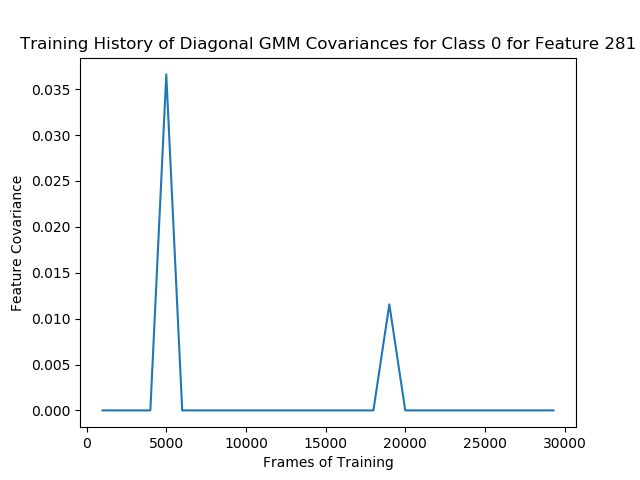 Training History of Diagonal GMM Covariances for Class 0 for Feature 281
0.035
0.030
0.025
0.020
0.015
0.010
0.005
0.000
Feature Covariance
0 5000 10000 15000 20000 25000 30000
Frames of Training